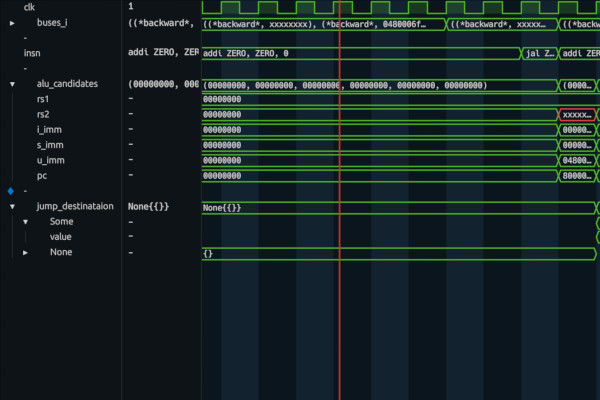 clk 1
buses_i ((*backward*, ((*backward*, xxxxxxxx), (*backward*, 0480006f… ((*backward*, xxxxx… ((*backwa
-
insn addi ZERO, ZER addi ZERO, ZERO, 0 jal Z… addi ZER
-
alu_candidates (00000000, 000 (00000000, 00000000, 00000000, 00000000, 00000000, 00000000) (0000…
rs1 - 00000000
rs2 - 00000000 xxxxx…
i_imm - 00000000 00000…
s_imm - 00000000 00000…
u_imm - 00000000 04800…
pc - 00000000 80000…
-
jump_destinataion None{{}} None{{}}
Some -
value -
None - {}